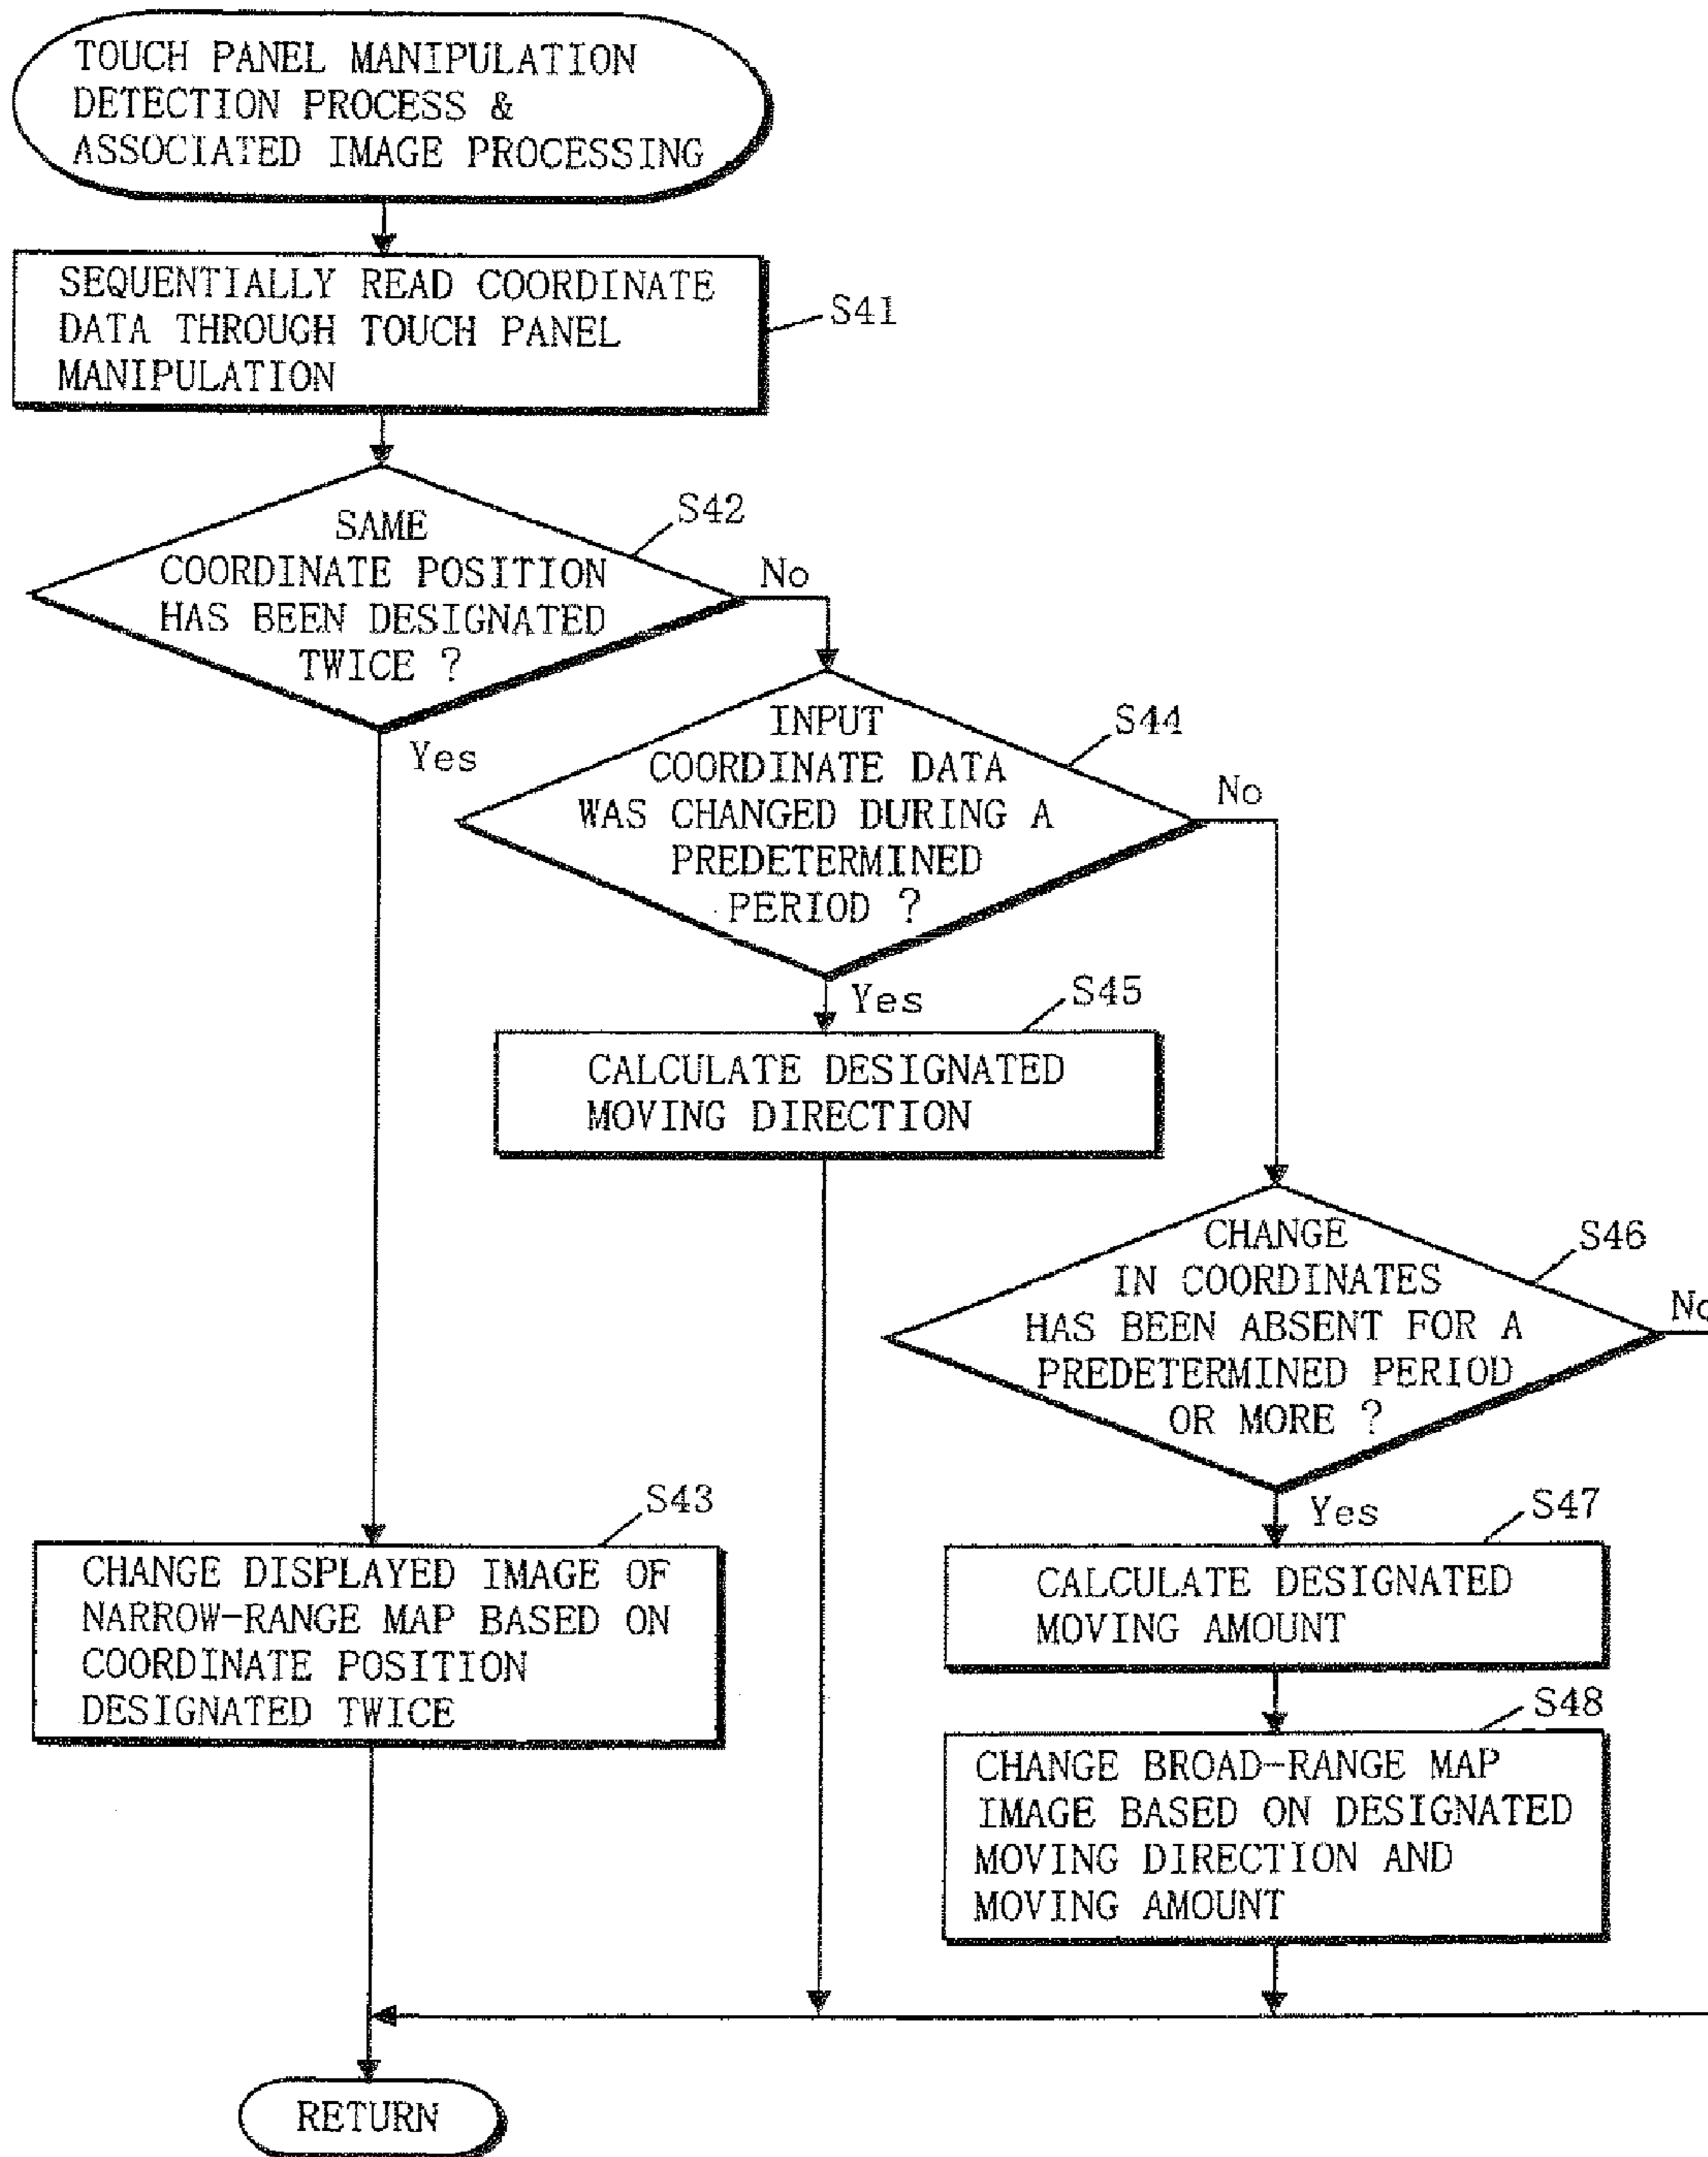 TOUCH PANEL MANIPULATION
DETECTION PROCESS &
ASSOCIATED IMAGE PROCESSING
SEQUENTIALLY READ COORDINATE
DATA THROUGH TOUCH PANEL
MANIPULATION
S41
SAME
COORDINATE POSITION
HAS BEEN DESIGNATED
TWICE ?
S42
No
Yes
INPUT
COORDINATE DATA
WAS CHANGED DURING A
PREDETERMINED
PERIOD ?
S44
No
Yes
S45
CALCULATE DESIGNATED
MOVING DIRECTION
CHANGE
IN COORDINATES
HAS BEEN ABSENT FOR A
PREDETERMINED PERIOD
OR MORE ?
S46
No
Yes
S43
CHANGE DISPLAYED IMAGE OF
NARROW-RANGE MAP BASED ON
COORDINATE POSITION
DESIGNATED TWICE
S47
CALCULATE DESIGNATED
MOVING AMOUNT
S48
CHANGE BROAD-RANGE MAP
IMAGE BASED ON DESIGNATED
MOVING DIRECTION AND
MOVING AMOUNT
RETURN